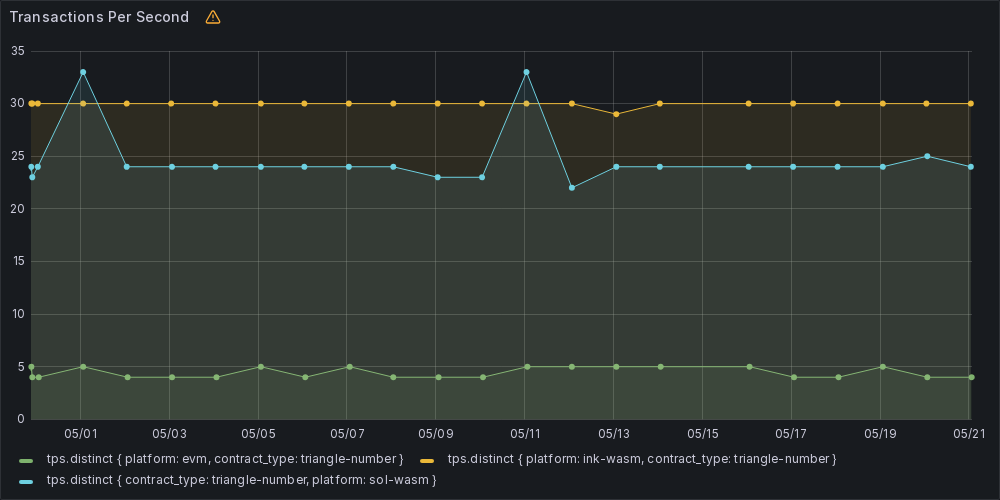 Transactions Per Second
35
30
25
20
15
10
5
0
05/01 05/03 05/05 05/07 05/09 05/11 05/13 05/15 05/17 05/19 05/21
tps.distinct { platform: evm, contract_type: triangle-number } tps.distinct { platform: ink-wasm, contract_type: triangle-number }
tps.distinct { contract_type: triangle-number, platform: sol-wasm }